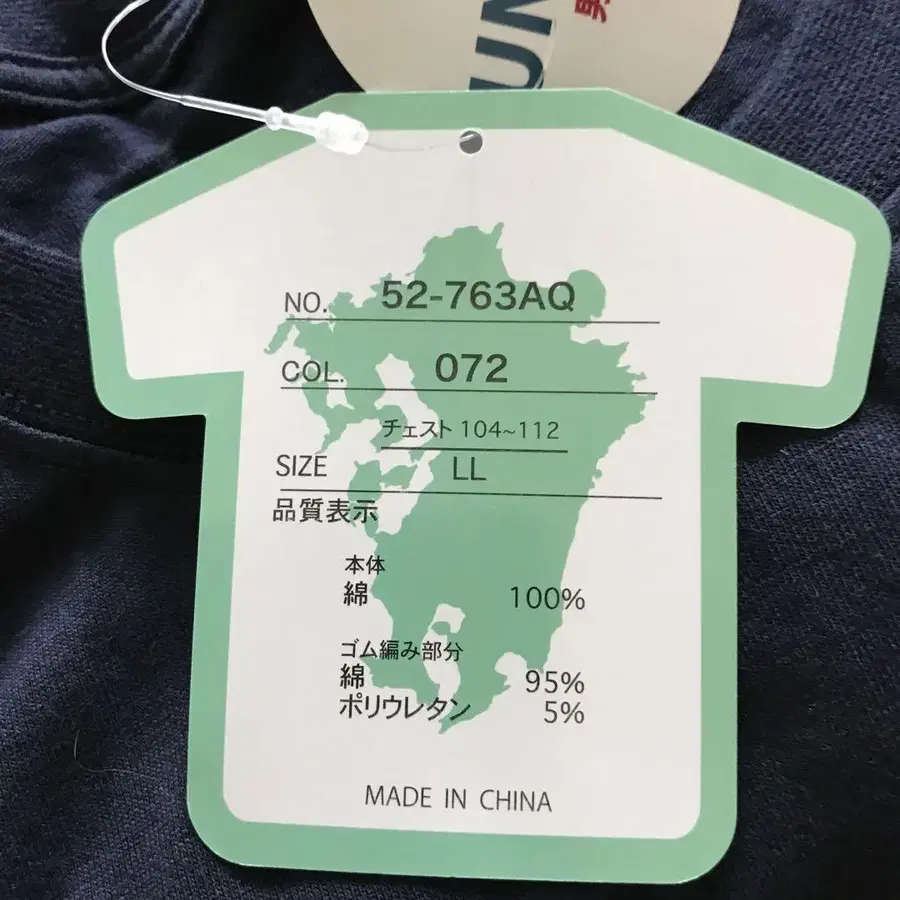 UN
男
NO. 52-763AQ
COL. 072
チェスト 104~112
SIZE LL
品質表示
本体
綿 100%
ゴム編み部分
綿 95%
ポリウレタン 5%
MADE IN CHINA